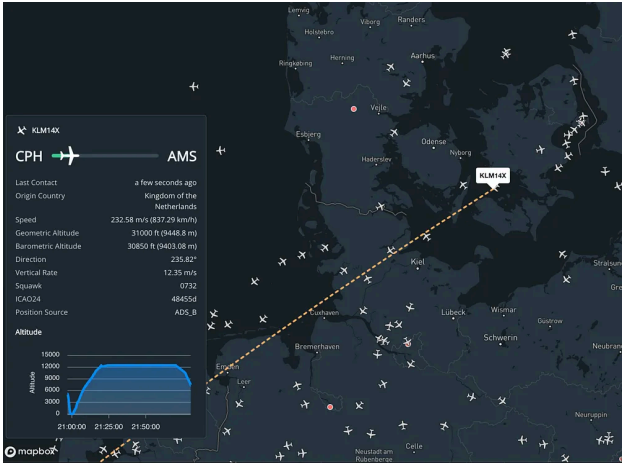 Lemvig
Viborg
Randers
Holstebro
Herning
Aarhus
Ringkøbing
Vejle
Esbjerg
Odense
Nyborg
Haderslev
KLM14X
Kiel
Stralsun
Gre
Cuxhaven
Lübeck
Wismar
Gustrow
Schwerin
Bremerhaven
Neubran
Emden
Leer
Neuruppin
Celle
Neustadt am
Rübenberge
KLM14X
CPH
AMS
Last Contact a few seconds ago
Origin Country Kingdom of the
Netherlands
Speed 232.58 m/s (837.29 km/h)
Geometric Altitude 31000 ft (9448.8 m)
Barometric Altitude 30850 ft (9403.08 m)
Direction 235.82°
Vertical Rate 12.35 m/s
Squawk 0732
ICAO24 48455d
Position Source ADS_B
Altitude
15000
12000
9000
6000
3000
0
Altitude
21:00:00 21:25:00 21:50:00
mapbox